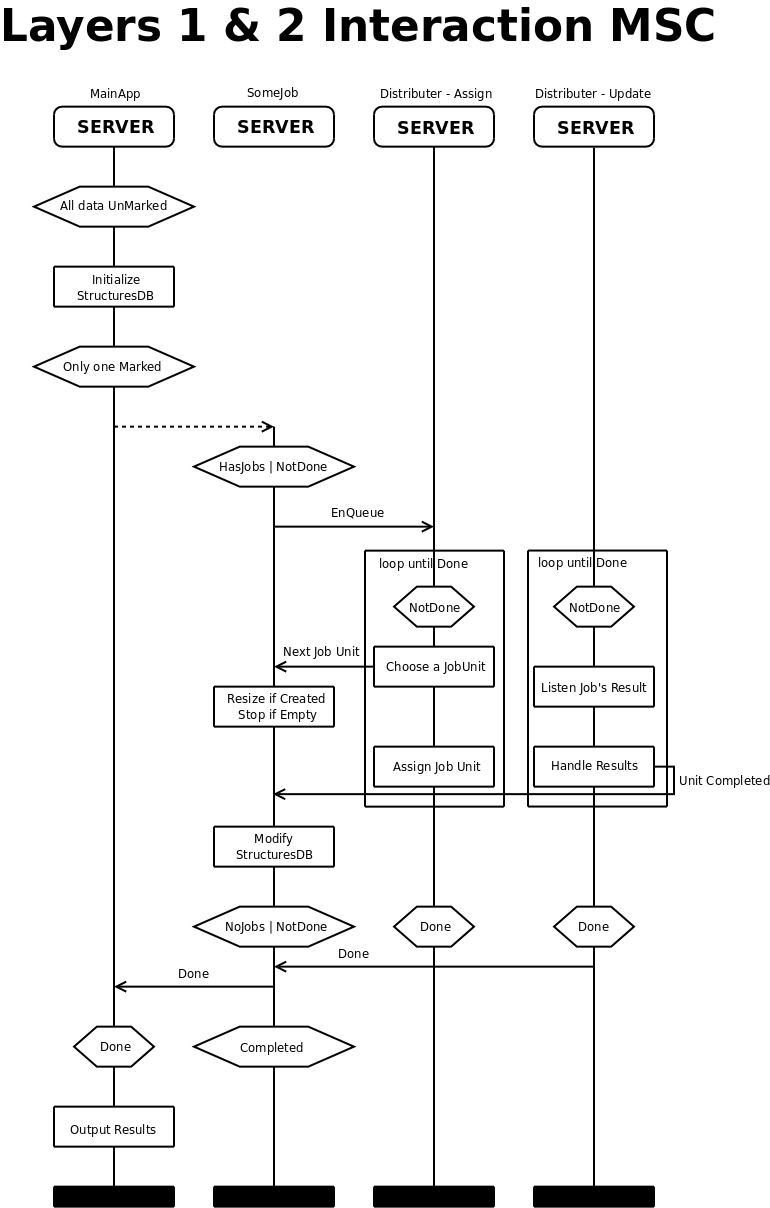 Layers 1 & 2 Interaction MSC
MainApp
SomeJob
Distributer - Assign
Distributer - Update
SERVER
SERVER
SERVER
SERVER
All data UnMarked
Initialize
StructuresDB
Only one Marked
HasJobs | NotDone
EnQueue
loop until Done
loop until Done
NotDone
NotDone
Next Job Unit
Choose a JobUnit
Listen Job's Result
Resize if Created
Stop if Empty
Assign Job Unit
Handle Results
Unit Completed
Modify
StructuresDB
NoJobs | NotDone
Done
Done
Done
Done
Done
Completed
Output Results